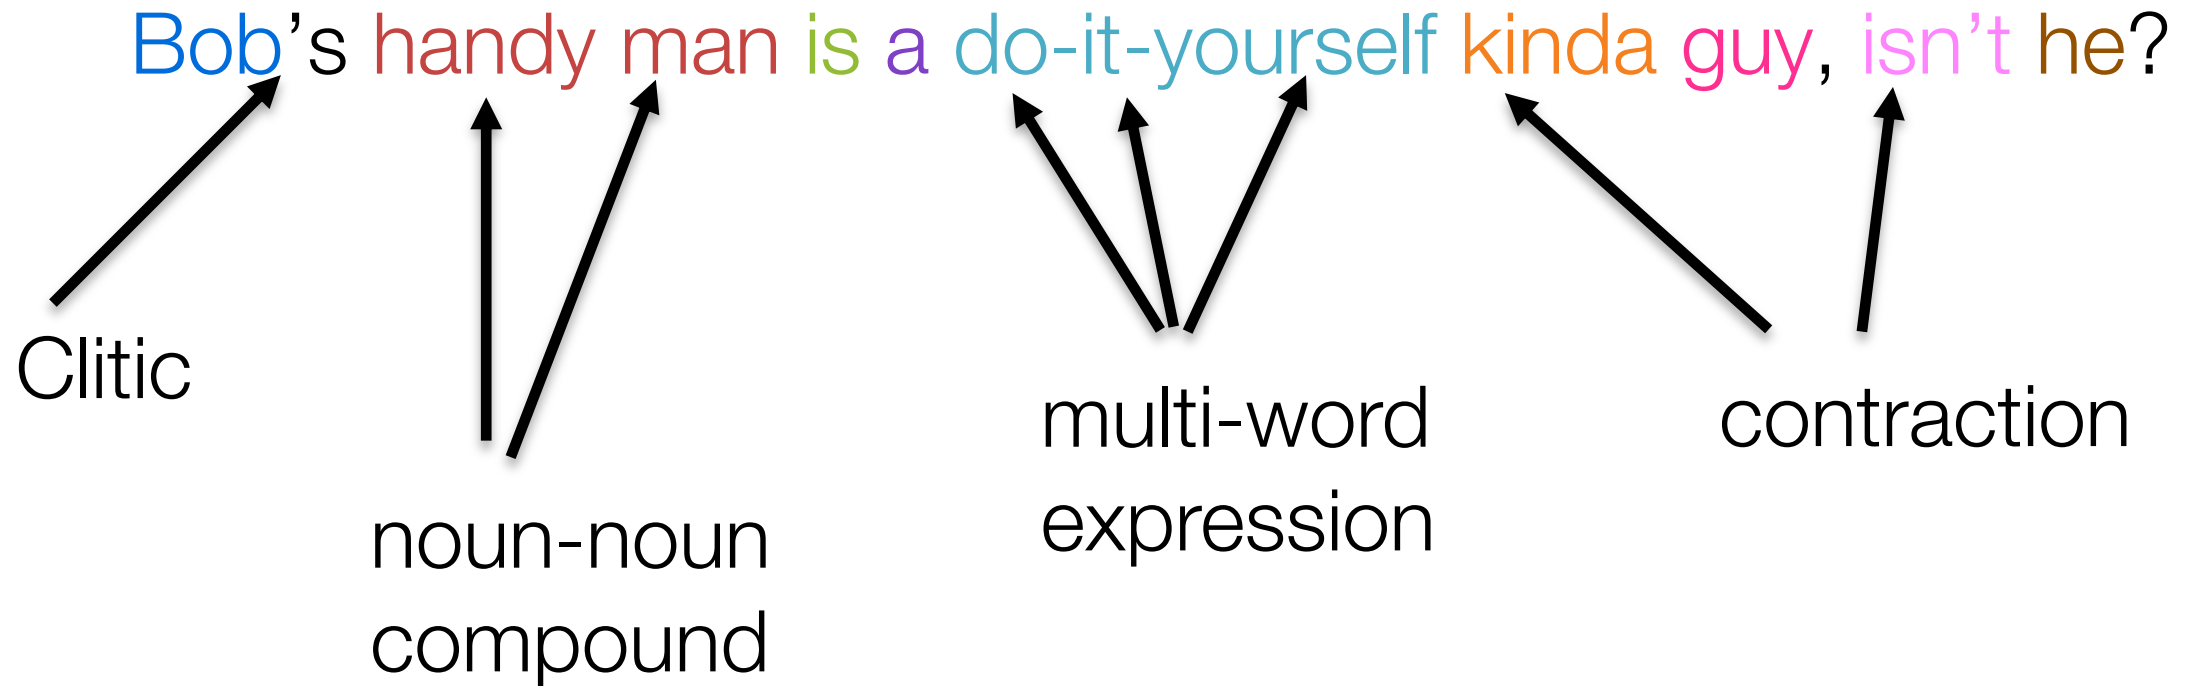 Bob’s handy man is a do-it-yourself kinda guy, isn’t he?
Clitic
noun-noun
compound
multi-word
expression
contraction